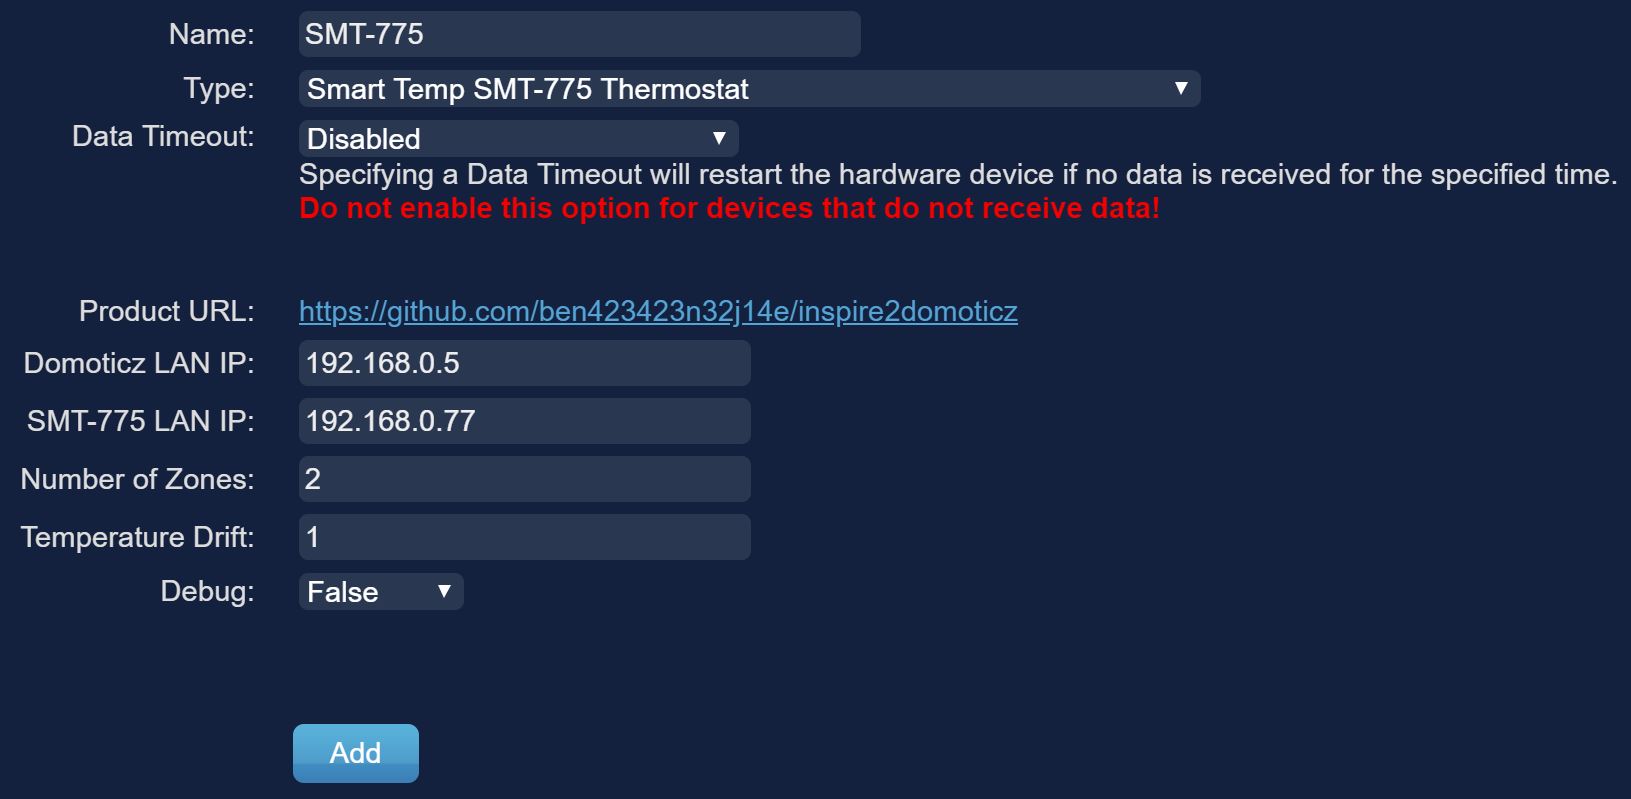 Name: SMT-775
Type: Smart Temp SMT-775 Thermostat
Data Timeout: Disabled
Specifying a Data Timeout will restart the hardware device if no data is received for the specified time.
Do not enable this option for devices that do not receive data!
Product URL: https://github.com/ben423423n32j14e/inspire2domoticz
Domoticz LAN IP: 192.168.0.5
SMT-775 LAN IP: 192.168.0.77
Number of Zones: 2
Temperature Drift: 1
Debug: False
Add